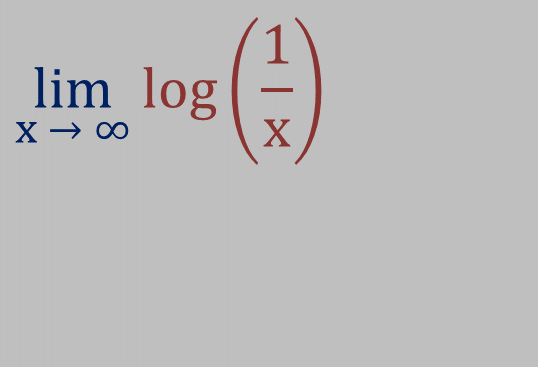 lim log(1/x)
x → ∞